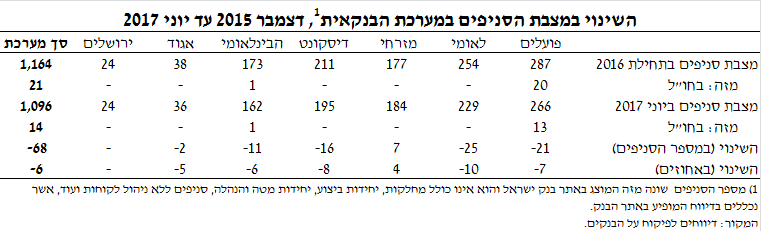 השינוי במצבת הסניפים במערכת הבנקאית1, דצמבר 2015 עד יוני 2017
פועלים לאומי מזרחי דיסקונט הבינלאומי אגוד ירושלים סך מערכת
מצבת סניפים בתחילת 2016 287 254 177 211 173 38 24 1,164
מזה: בחו״ל 20 - - - 1 - - 21
מצבת סניפים ביוני 2017 266 229 184 195 162 36 24 1,096
מזה: בחו״ל 13 - - - 1 - - 14
השינוי (במספר הסניפים) -21 -25 7 -16 -11 -2 - -68
השינוי (באחוזים) -7 -10 4 -8 -6 -5 - -6
1) מספר הסניפים שונה מזה המוצג באתר בנק ישראל והוא אינו כולל מחלקות, יחידות ביצוע, יחידות מטה והנהלה, סניפים ללא ניהול לקוחות ועוד, אשר
נכללים בדיווח המופיע באתר הבנק.
המקור: דיווחים לפיקוח על הבנקים.